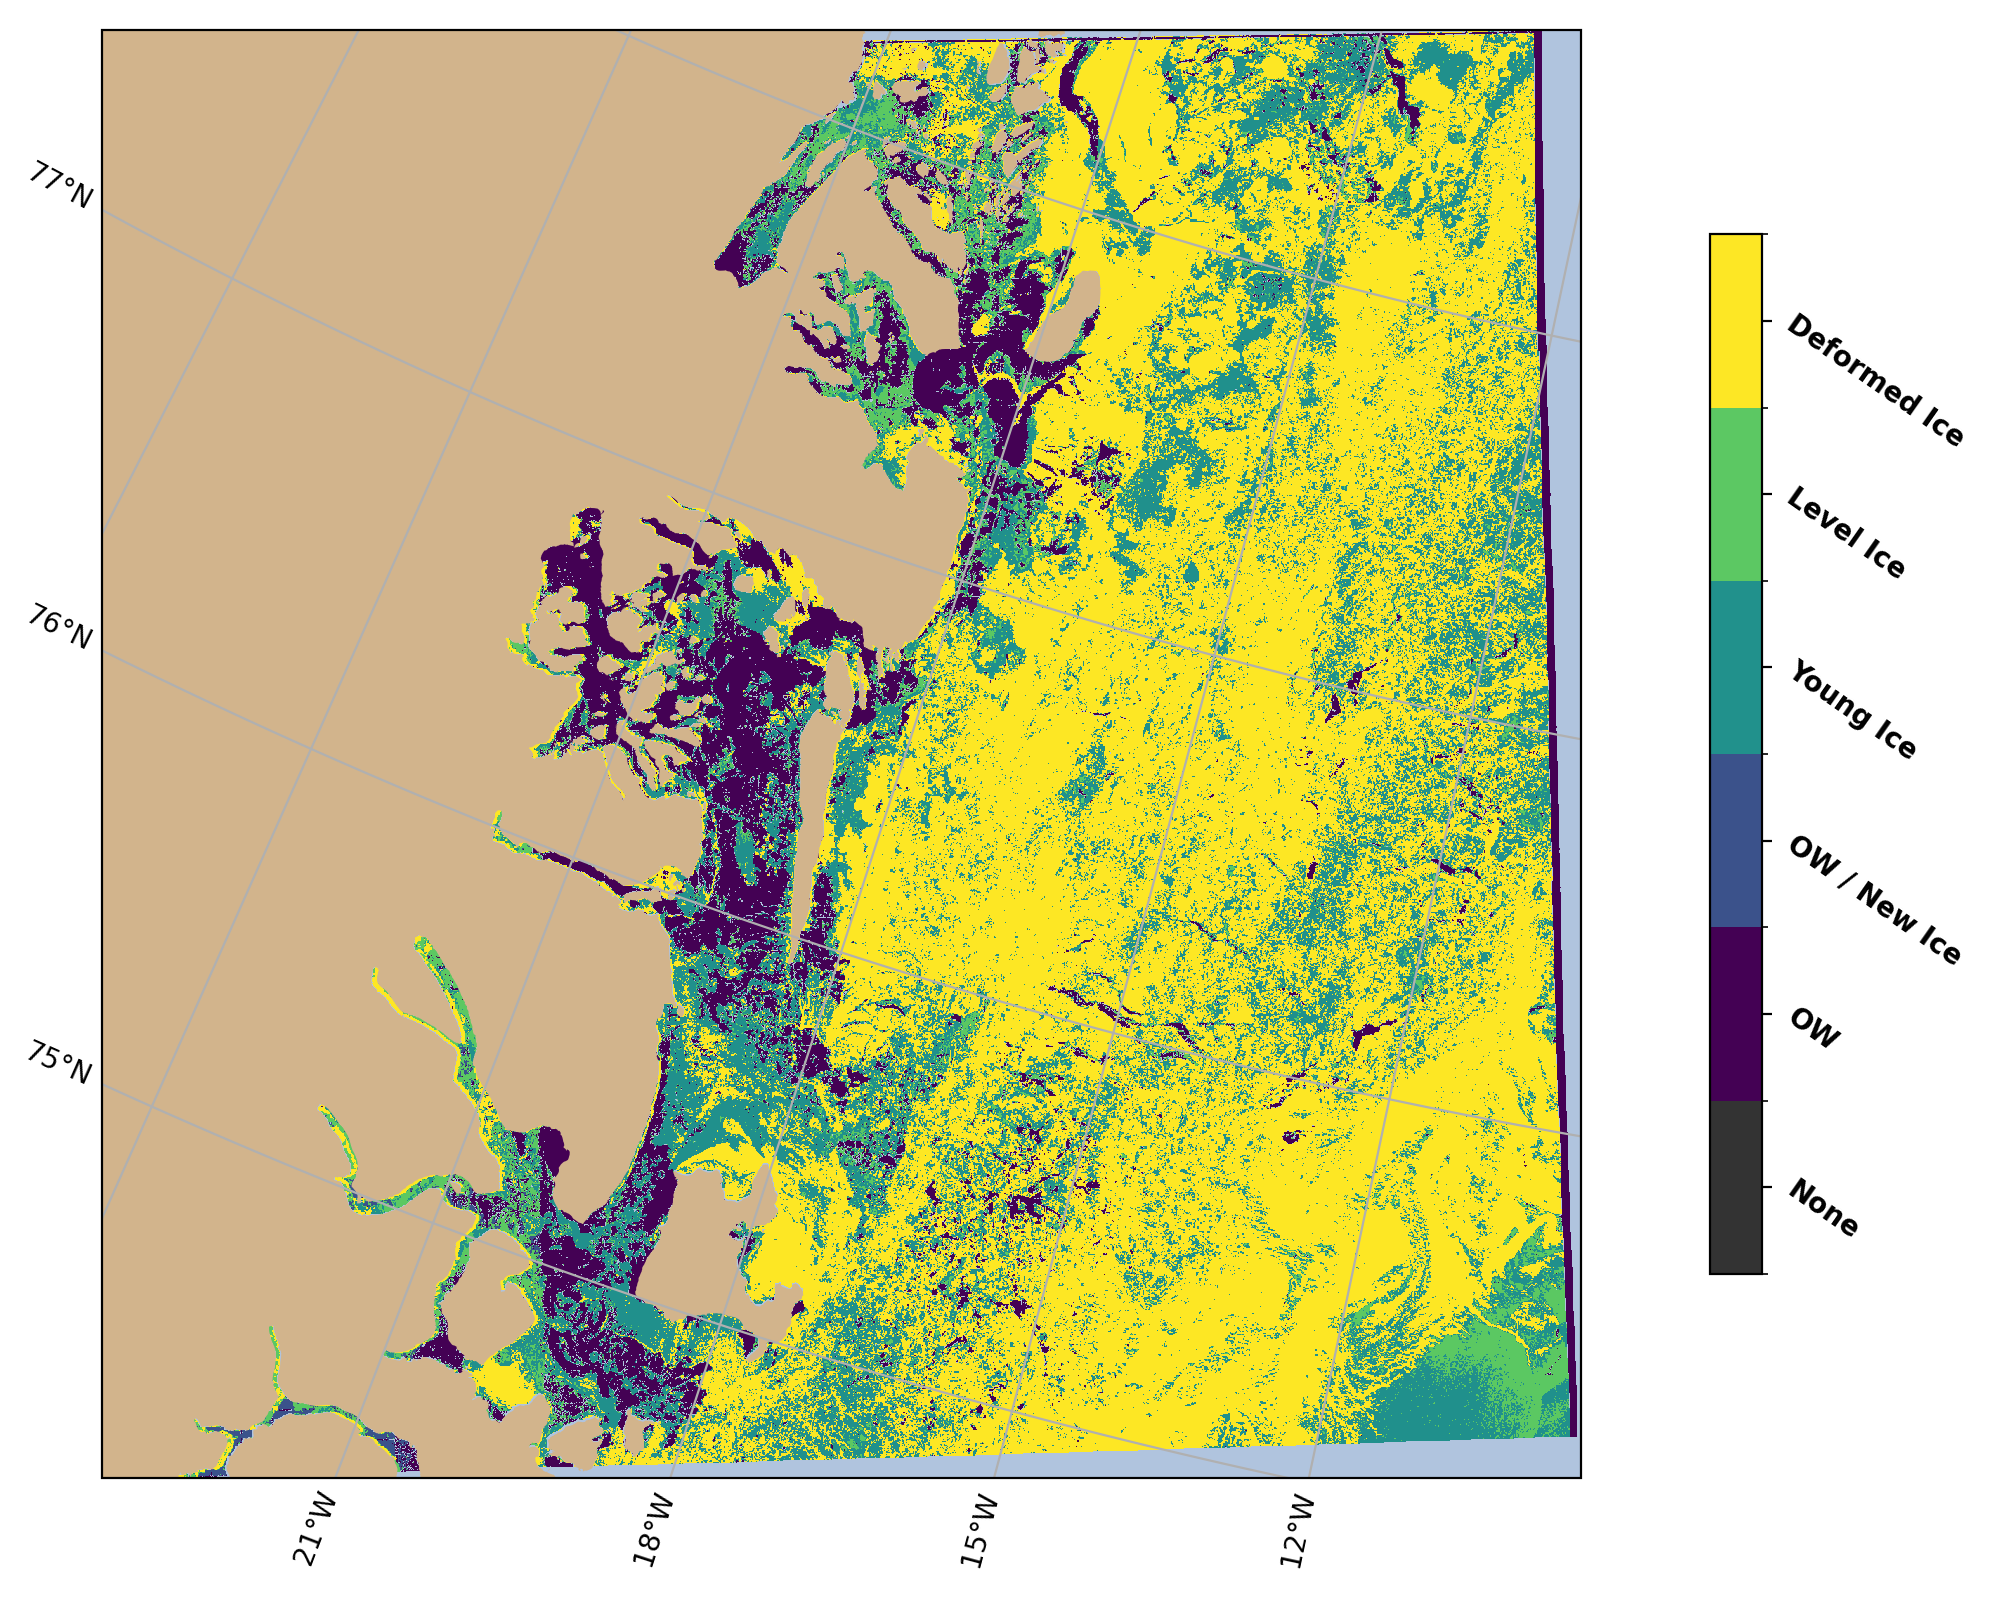 77°N
76°N
75°N
21°W
18°W
15°W
12°W
Deformed Ice
Level Ice
Young Ice
OW / New Ice
OW
None